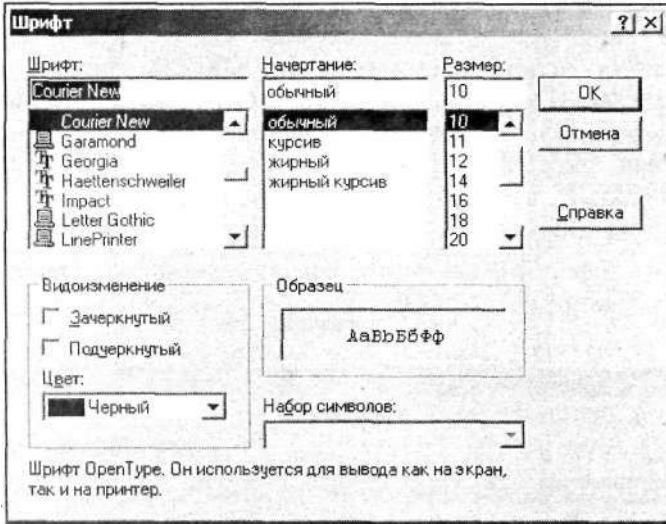 Шрифт
Шрифт:
Courier New
Courier New
Garamond
Georgia
Haettenschweiler
Impact
Letter Gothic
LinePrinter
Начертание:
обычный
обычный
курсив
жирный
жирный курсив
Размер:
10
10
11
12
14
16
18
20
OK
Отмена
Справка
Видоизменение
Зачеркнутый
Подчеркнутый
Цвет:
Черный
Образец
АаВbБбФф
Набор символов:
Шрифт OpenType. Он используется для вывода как на экран,
так и на принтер.